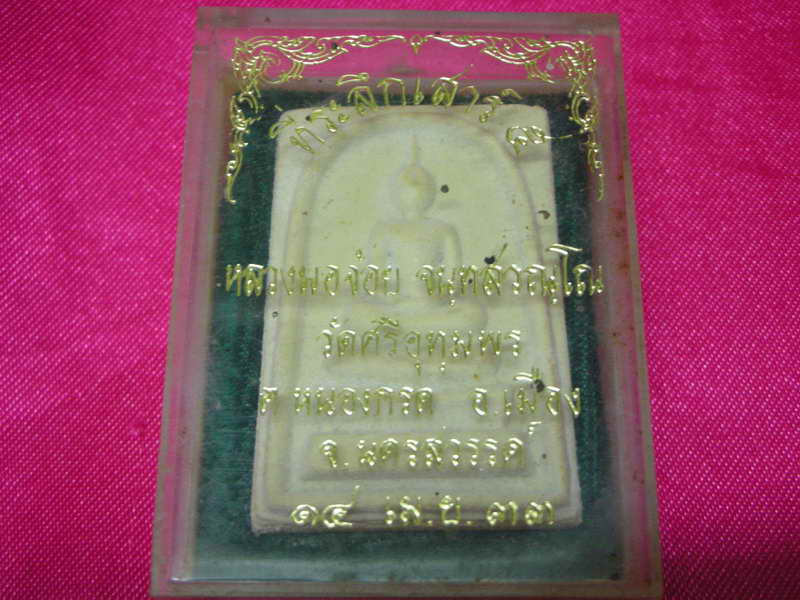 ที่ระลึกเสาร์ ๕
หลวงพ่อจ้อย จนฺทสุวณฺโณ
วัดศรีอุทุมพร
ต.หนองกรด อ.เมือง
จ.นครสวรรค์
๑๔ เม.ย. ๓๓